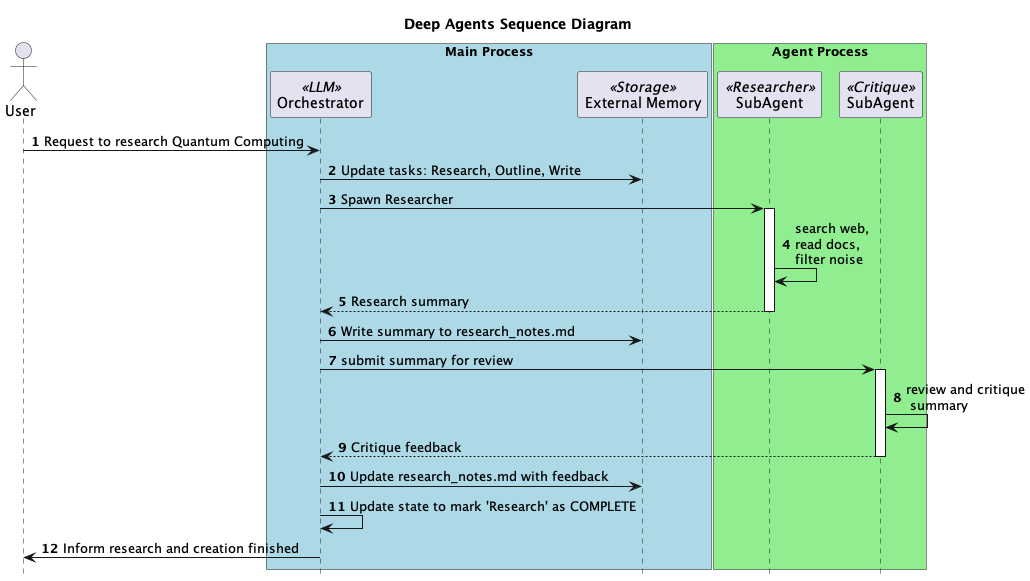 Deep Agents Sequence Diagram
Main Process
Agent Process
«LLM»
Orchestrator
«Storage»
External Memory
«Researcher»
SubAgent
«Critique»
SubAgent
User
1 Request to research Quantum Computing
2 Update tasks: Research, Outline, Write
3 Spawn Researcher
search web,
4 read docs,
filter noise
5 Research summary
6 Write summary to research_notes.md
7 submit summary for review
8 review and critique
summary
9 Critique feedback
10 Update research_notes.md with feedback
11 Update state to mark 'Research' as COMPLETE
12 Inform research and creation finished